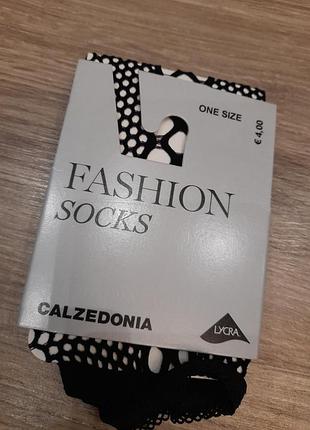 ONE SIZE
€ 4,00
FASHION
SOCKS
CALZEDONIA
LYCRA